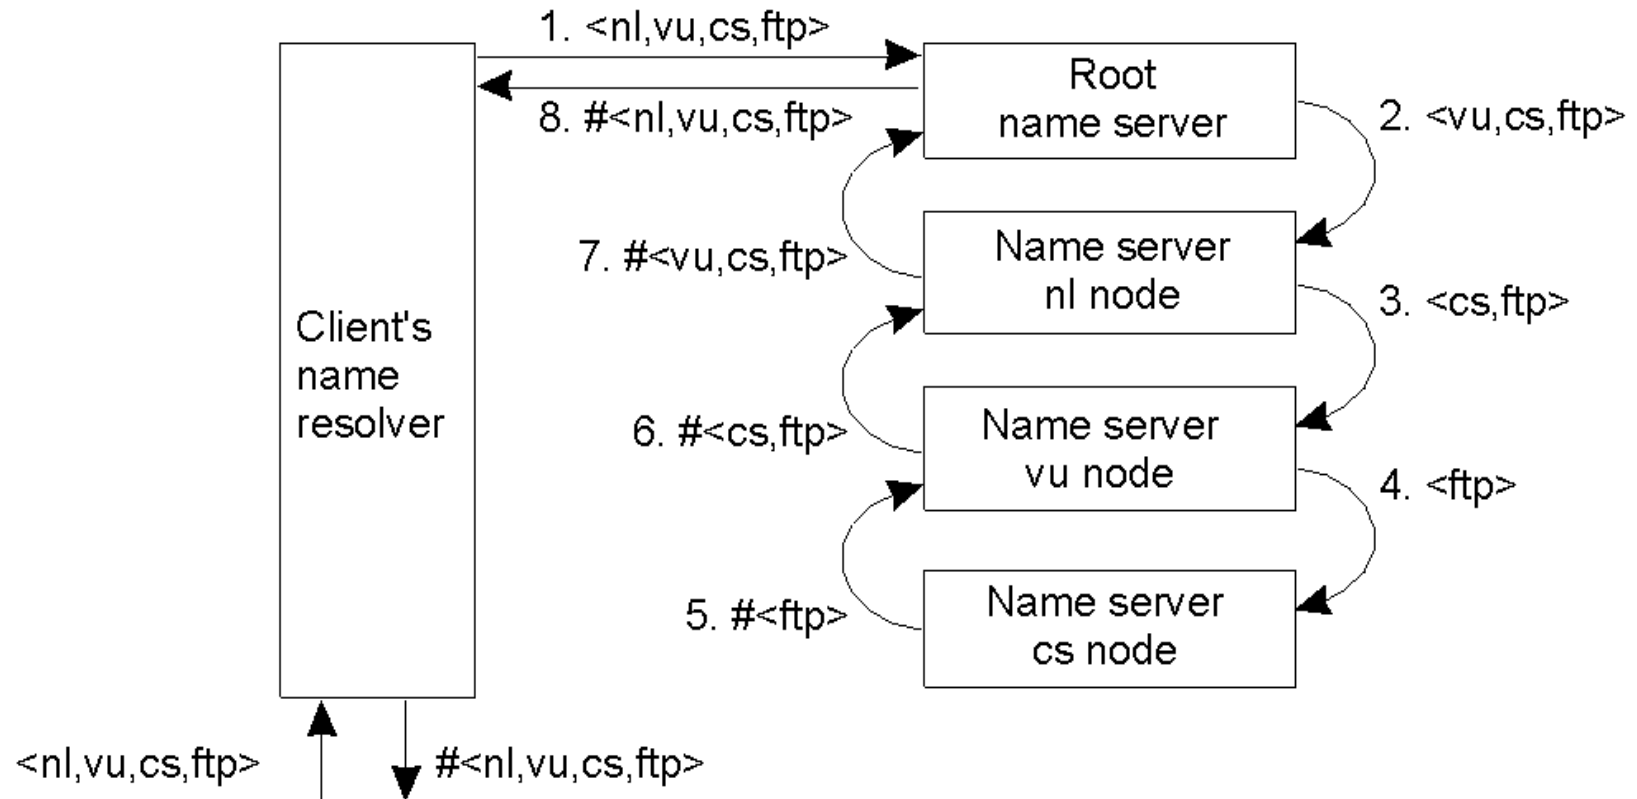 1. <nl,vu,cs,ftp>
8. #<nl,vu,cs,ftp>
Root
name server
2. <vu,cs,ftp>
7. #<vu,cs,ftp>
Name server
nl node
3. <cs,ftp>
Client's
name
resolver
6. #<cs,ftp>
Name server
vu node
4. <ftp>
5. #<ftp>
Name server
cs node
<nl,vu,cs,ftp>
#<nl,vu,cs,ftp>